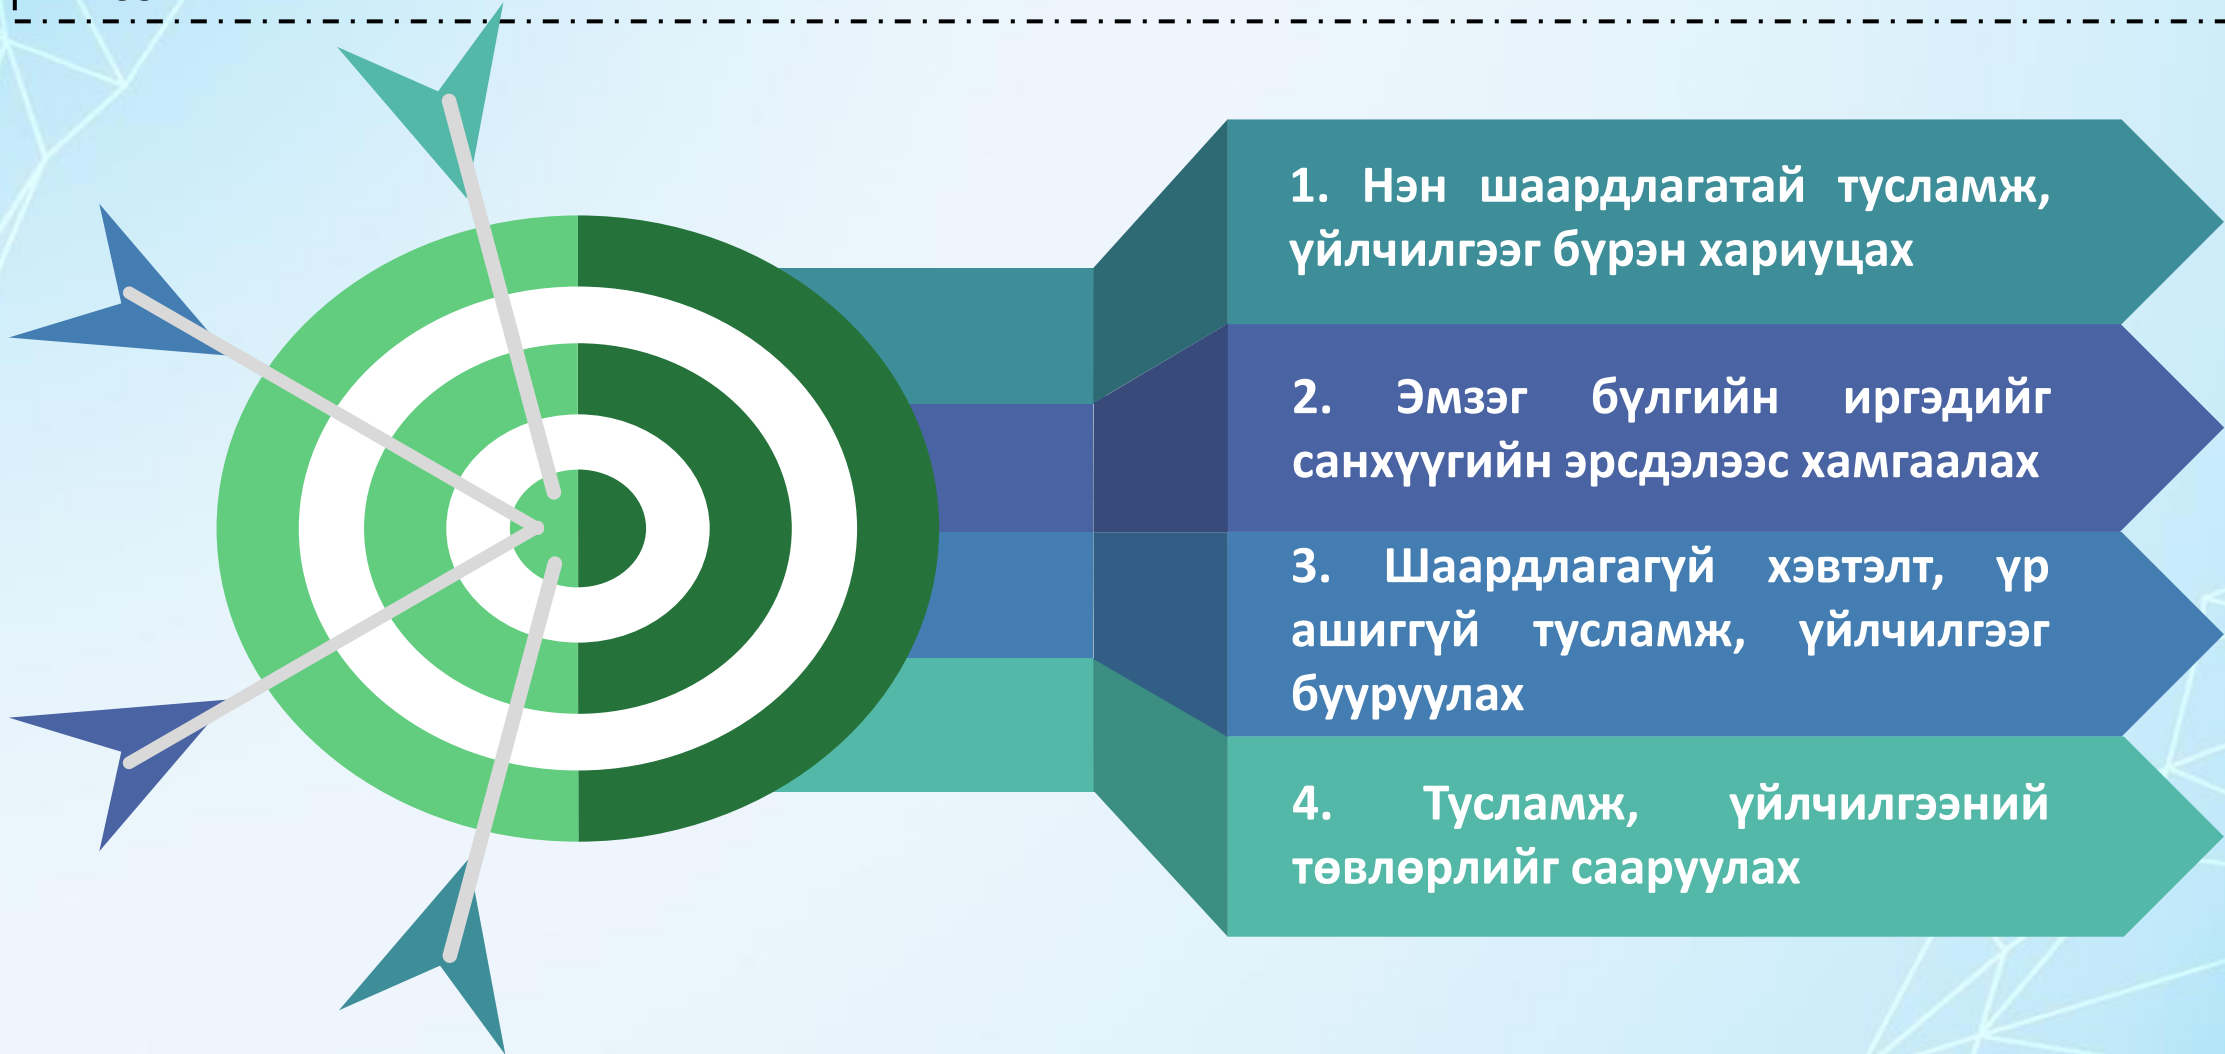 1. Нэн шаардлагатай тусламж,
үйлчилгээг бүрэн хариуцах
2. Эмзэг бүлгийн иргэдийг
санхүүгийн эрсдэлээс хамгаалах
3. Шаардлагагүй хэвтэлт, үр
ашиггүй тусламж, үйлчилгээг
бууруулах
4. Тусламж, үйлчилгээний
төвлөрлийг сааруулах